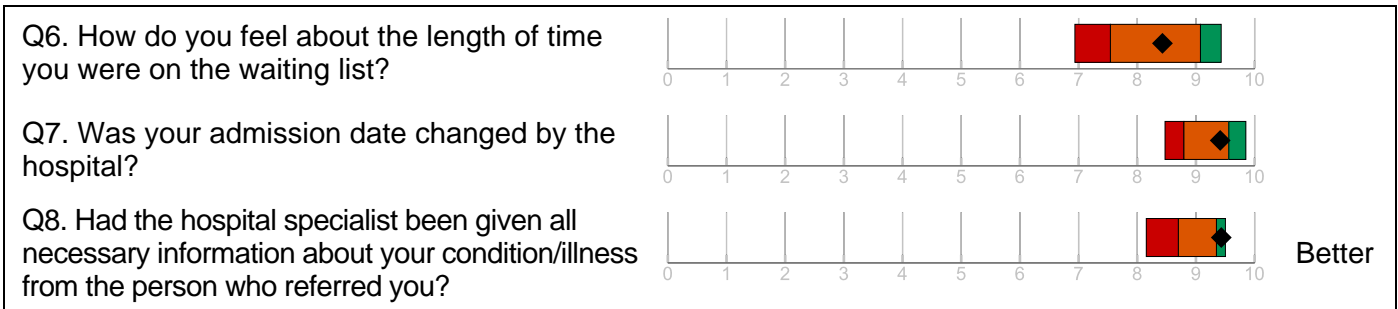 Q6. How do you feel about the length of time
you were on the waiting list?
0 1 2 3 4 5 6 7 8 9 10
Q7. Was your admission date changed by the
hospital?
0 1 2 3 4 5 6 7 8 9 10
Q8. Had the hospital specialist been given all
necessary information about your condition/illness
from the person who referred you?
0 1 2 3 4 5 6 7 8 9 10
Better